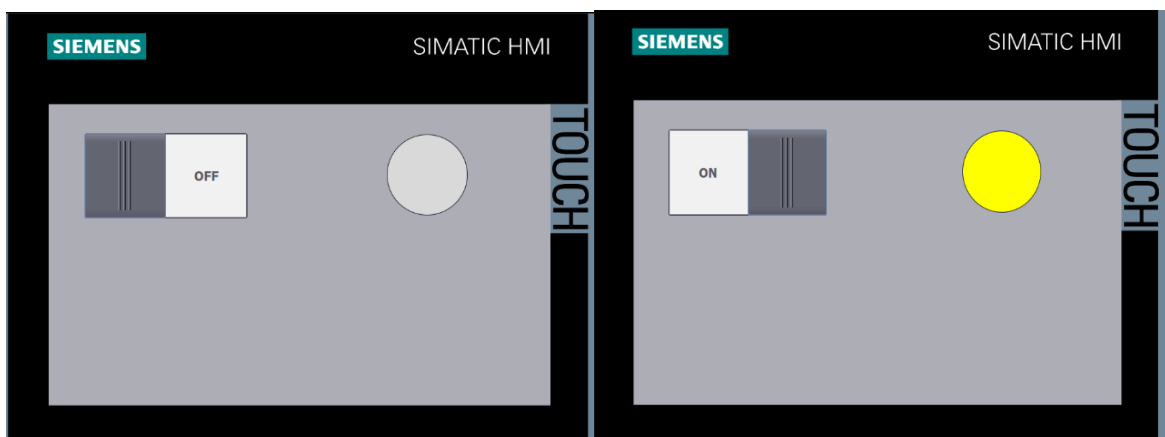 SIEMENS
SIMATIC HMI
TOUCH
OFF
SIEMENS
SIMATIC HMI
TOUCH
ON